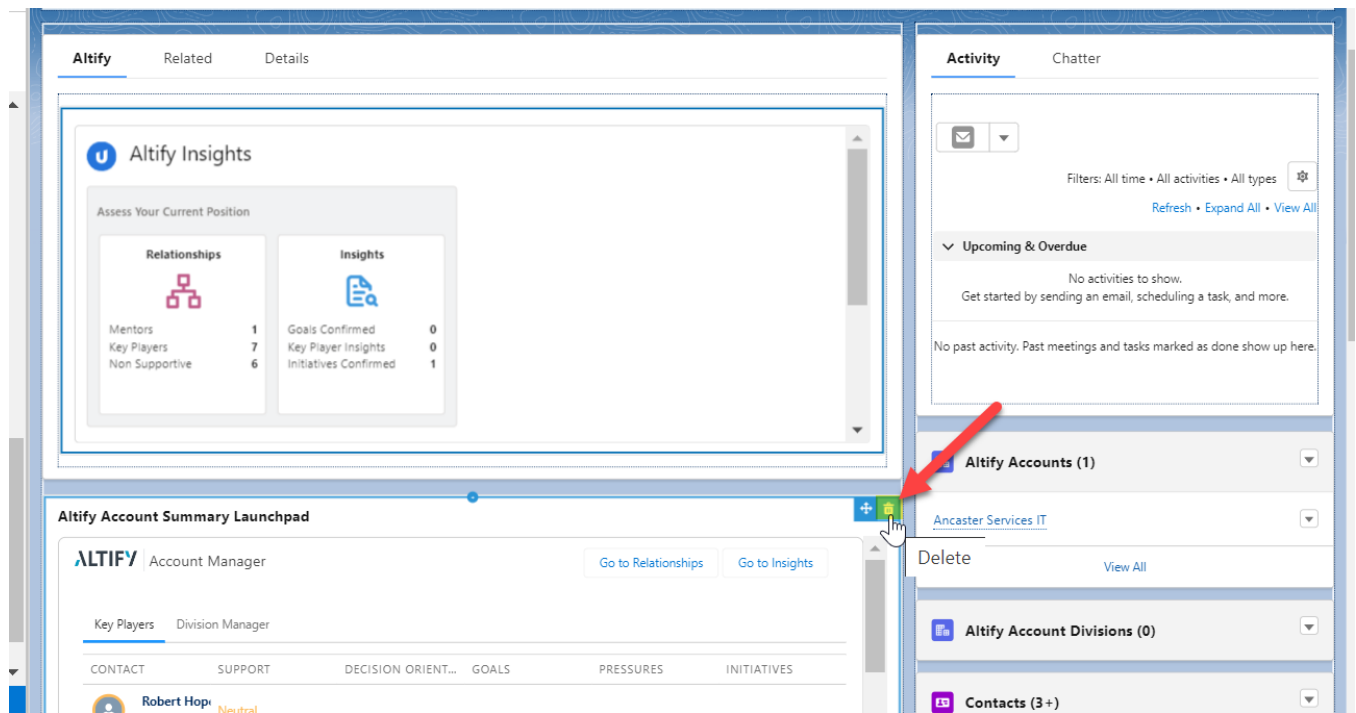 Altify Related Details
Altify Insights
Assess Your Current Position
Relationships
Mentors 1
Key Players 7
Non Supportive 6
Insights
Goals Confirmed 0
Key Player Insights 0
Initiatives Confirmed 1
Altify Account Summary Launchpad
ALTIFY Account Manager
Go to Relationships Go to Insights
Key Players Division Manager
CONTACT SUPPORT DECISION ORIENT... GOALS PRESSURES INITIATIVES
Robert Hope
Neutral
Activity Chatter
Filters: All time • All activities • All types
Refresh • Expand All • View All
Upcoming & Overdue
No activities to show.
Get started by sending an email, scheduling a task, and more.
No past activity. Past meetings and tasks marked as done show up here.
Altify Accounts (1)
Ancaster Services IT
Delete
View All
Altify Account Divisions (0)
Contacts (3+)